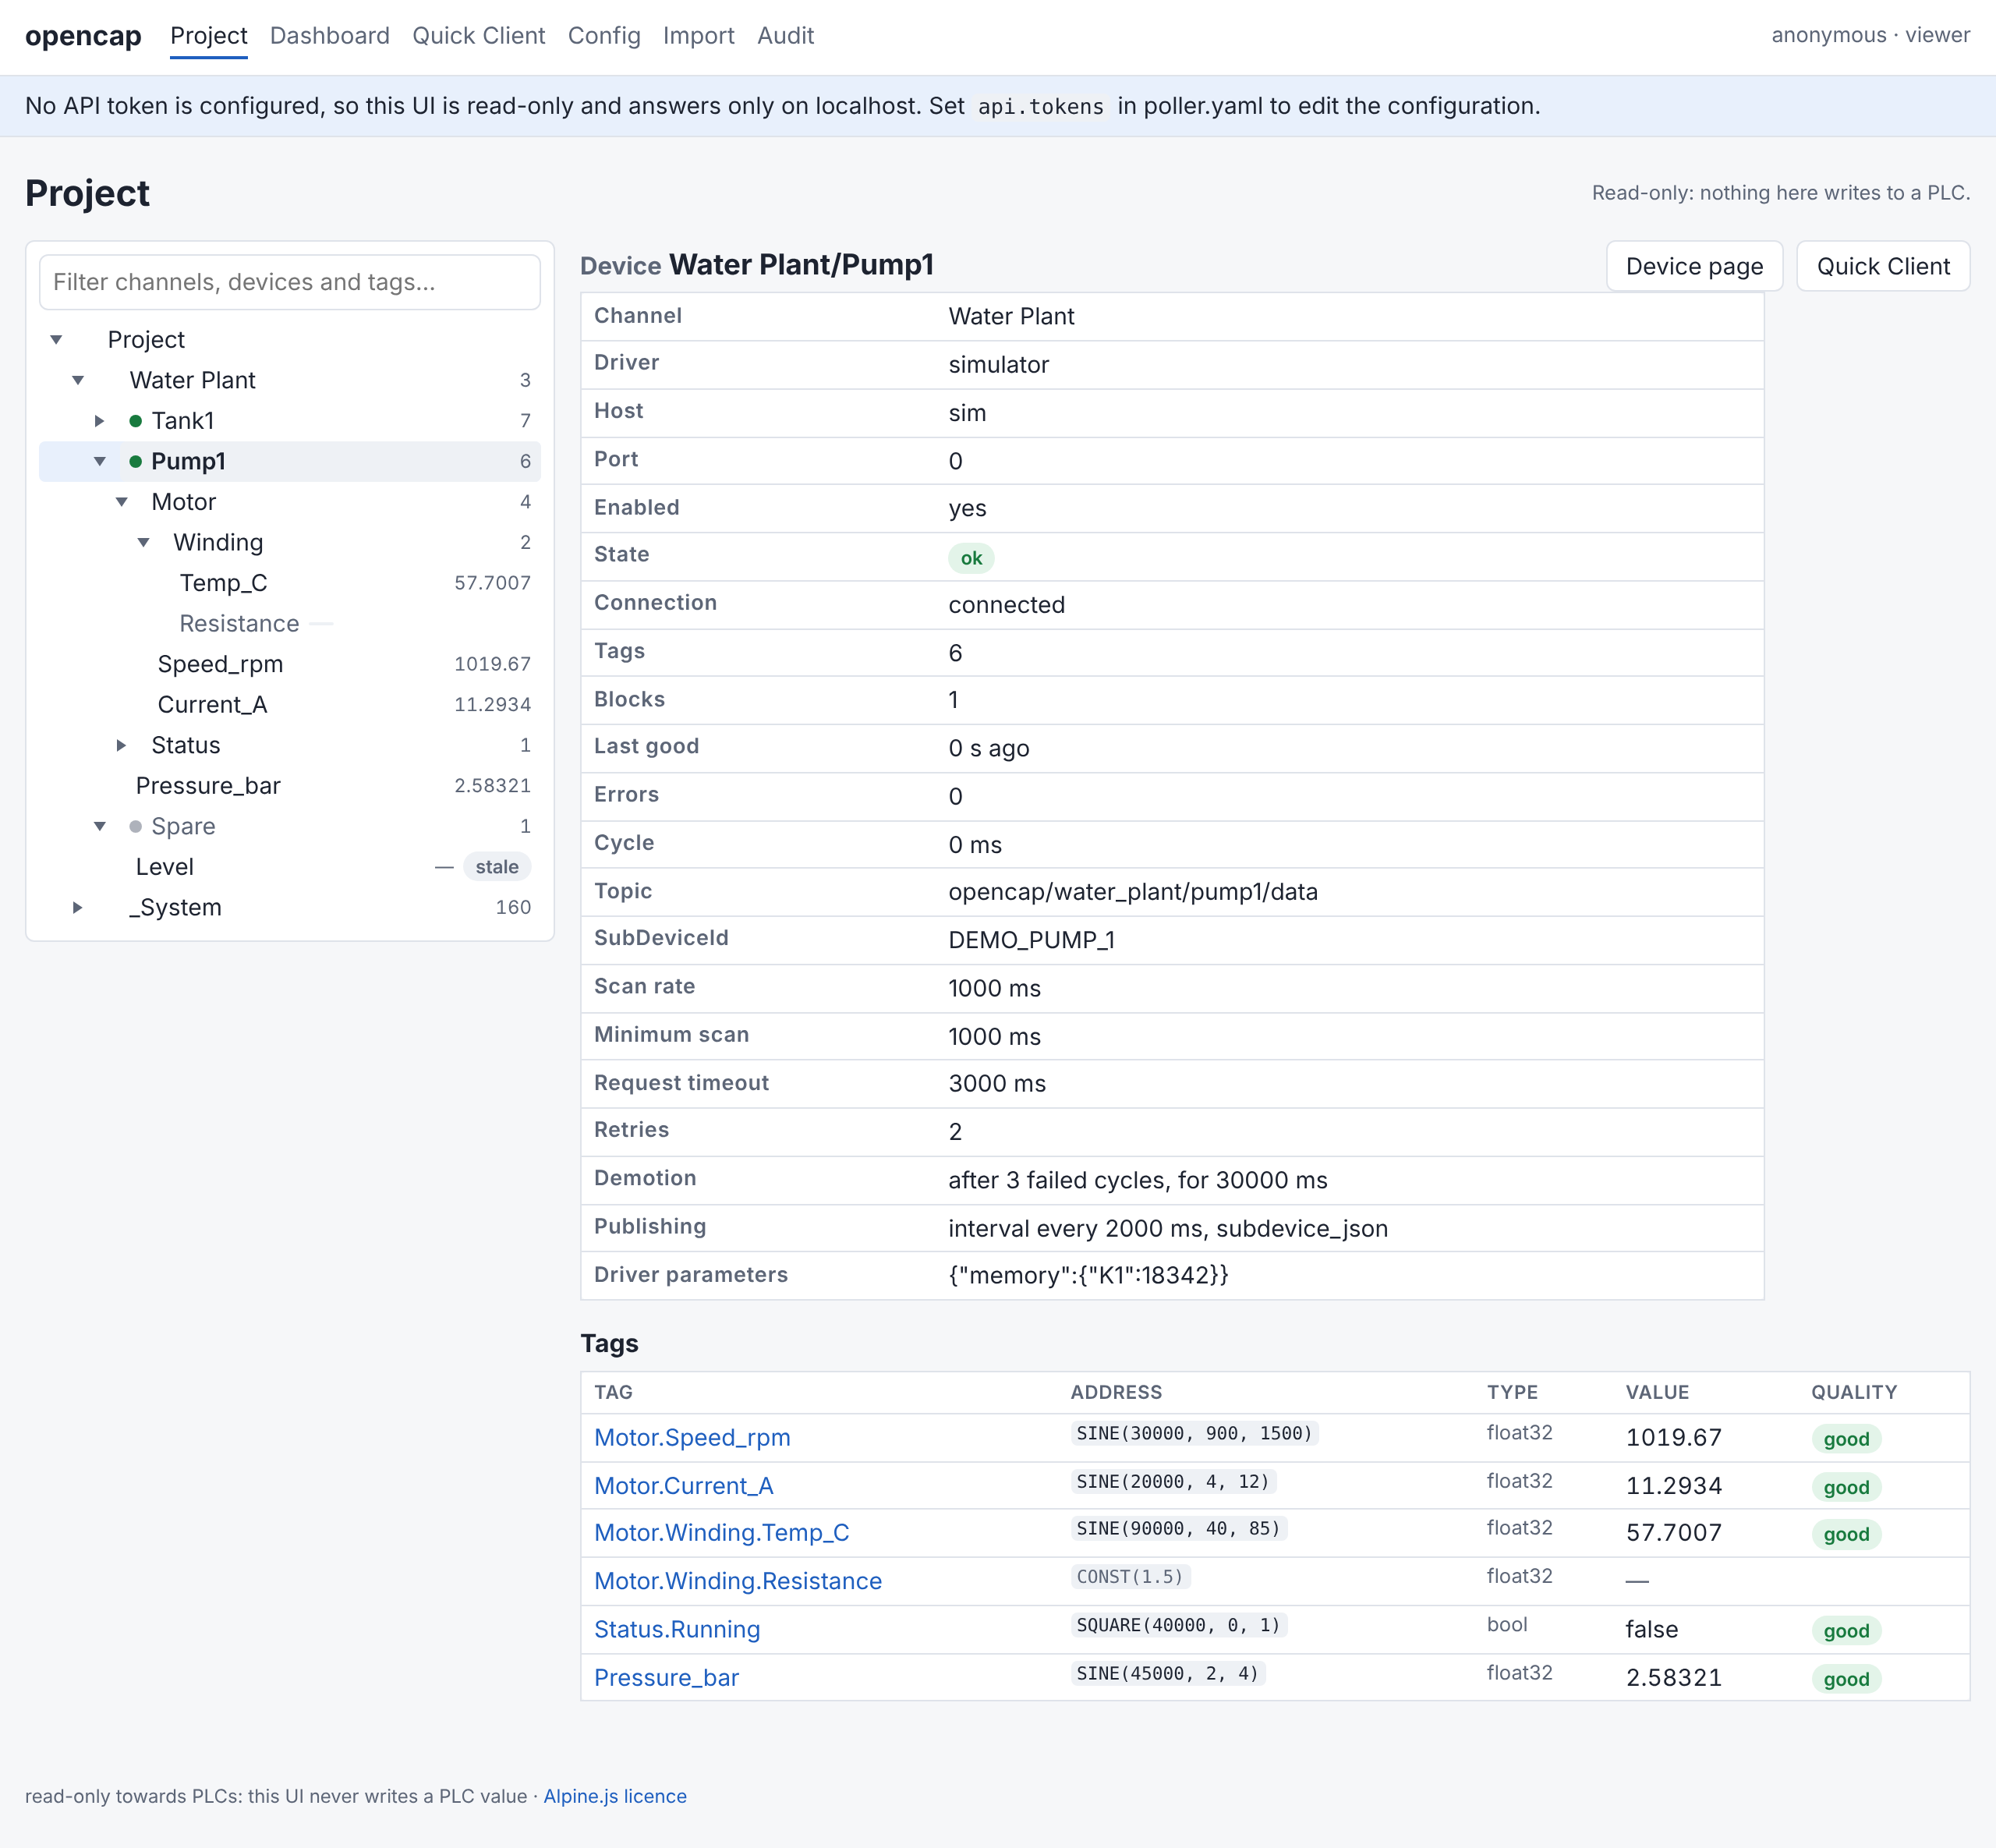 opencap Project Dashboard Quick Client Config Import Audit anonymous · viewer
No API token is configured, so this UI is read-only and answers only on localhost. Set api.tokens in poller.yaml to edit the configuration.
Project
Read-only: nothing here writes to a PLC.
Filter channels, devices and tags...
Project
Water Plant 3
Tank1 7
Pump1 6
Motor 4
Winding 2
Temp_C 57.7007
Resistance —
Speed_rpm 1019.67
Current_A 11.2934
Status 1
Pressure_bar 2.58321
Spare 1
Level — stale
_System 160
Device Water Plant/Pump1
Device page Quick Client
Channel Water Plant
Driver simulator
Host sim
Port 0
Enabled yes
State ok
Connection connected
Tags 6
Blocks 1
Last good 0 s ago
Errors 0
Cycle 0 ms
Topic opencap/water_plant/pump1/data
SubDeviceId DEMO_PUMP_1
Scan rate 1000 ms
Minimum scan 1000 ms
Request timeout 3000 ms
Retries 2
Demotion after 3 failed cycles, for 30000 ms
Publishing interval every 2000 ms, subdevice_json
Driver parameters {"memory":{"K1":18342}}
Tags
TAG ADDRESS TYPE VALUE QUALITY
Motor.Speed_rpm SINE(30000, 900, 1500) float32 1019.67 good
Motor.Current_A SINE(20000, 4, 12) float32 11.2934 good
Motor.Winding.Temp_C SINE(90000, 40, 85) float32 57.7007 good
Motor.Winding.Resistance CONST(1.5) float32 —
Status.Running SQUARE(40000, 0, 1) bool false good
Pressure_bar SINE(45000, 2, 4) float32 2.58321 good
read-only towards PLCs: this UI never writes a PLC value · Alpine.js licence